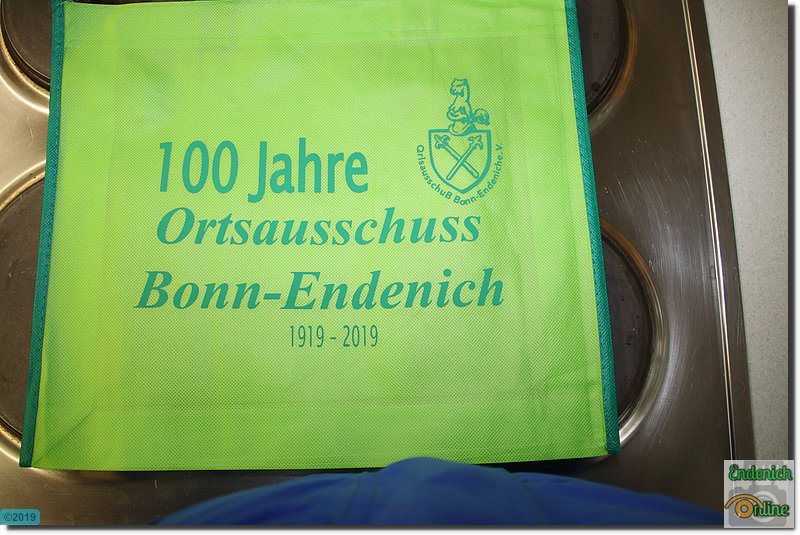 100 Jahre
Ortsausschuss
Bonn-Endenich
1919 - 2019
Ortsausschuß Bonn-Endenich e.V.
©2019
Endenich
Online